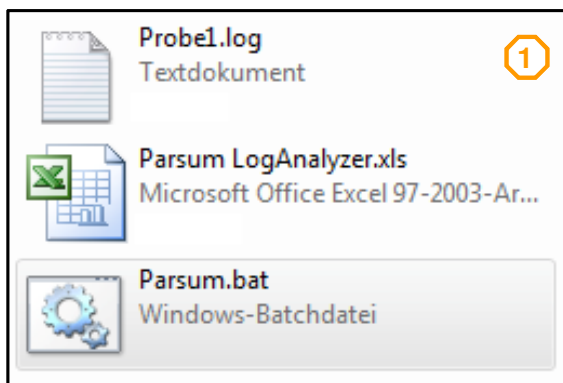 Probe1.log
Textdokument
1
Parsum LogAnalyzer.xls
Microsoft Office Excel 97-2003-Ar...
Parsum.bat
Windows-Batchdatei